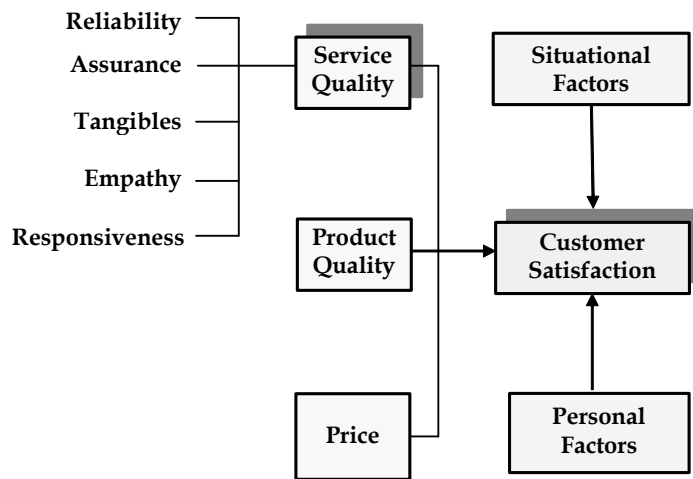 Reliability
Assurance
Tangibles
Empathy
Responsiveness
Service
Quality
Product
Quality
Price
Situational
Factors
Customer
Satisfaction
Personal
Factors